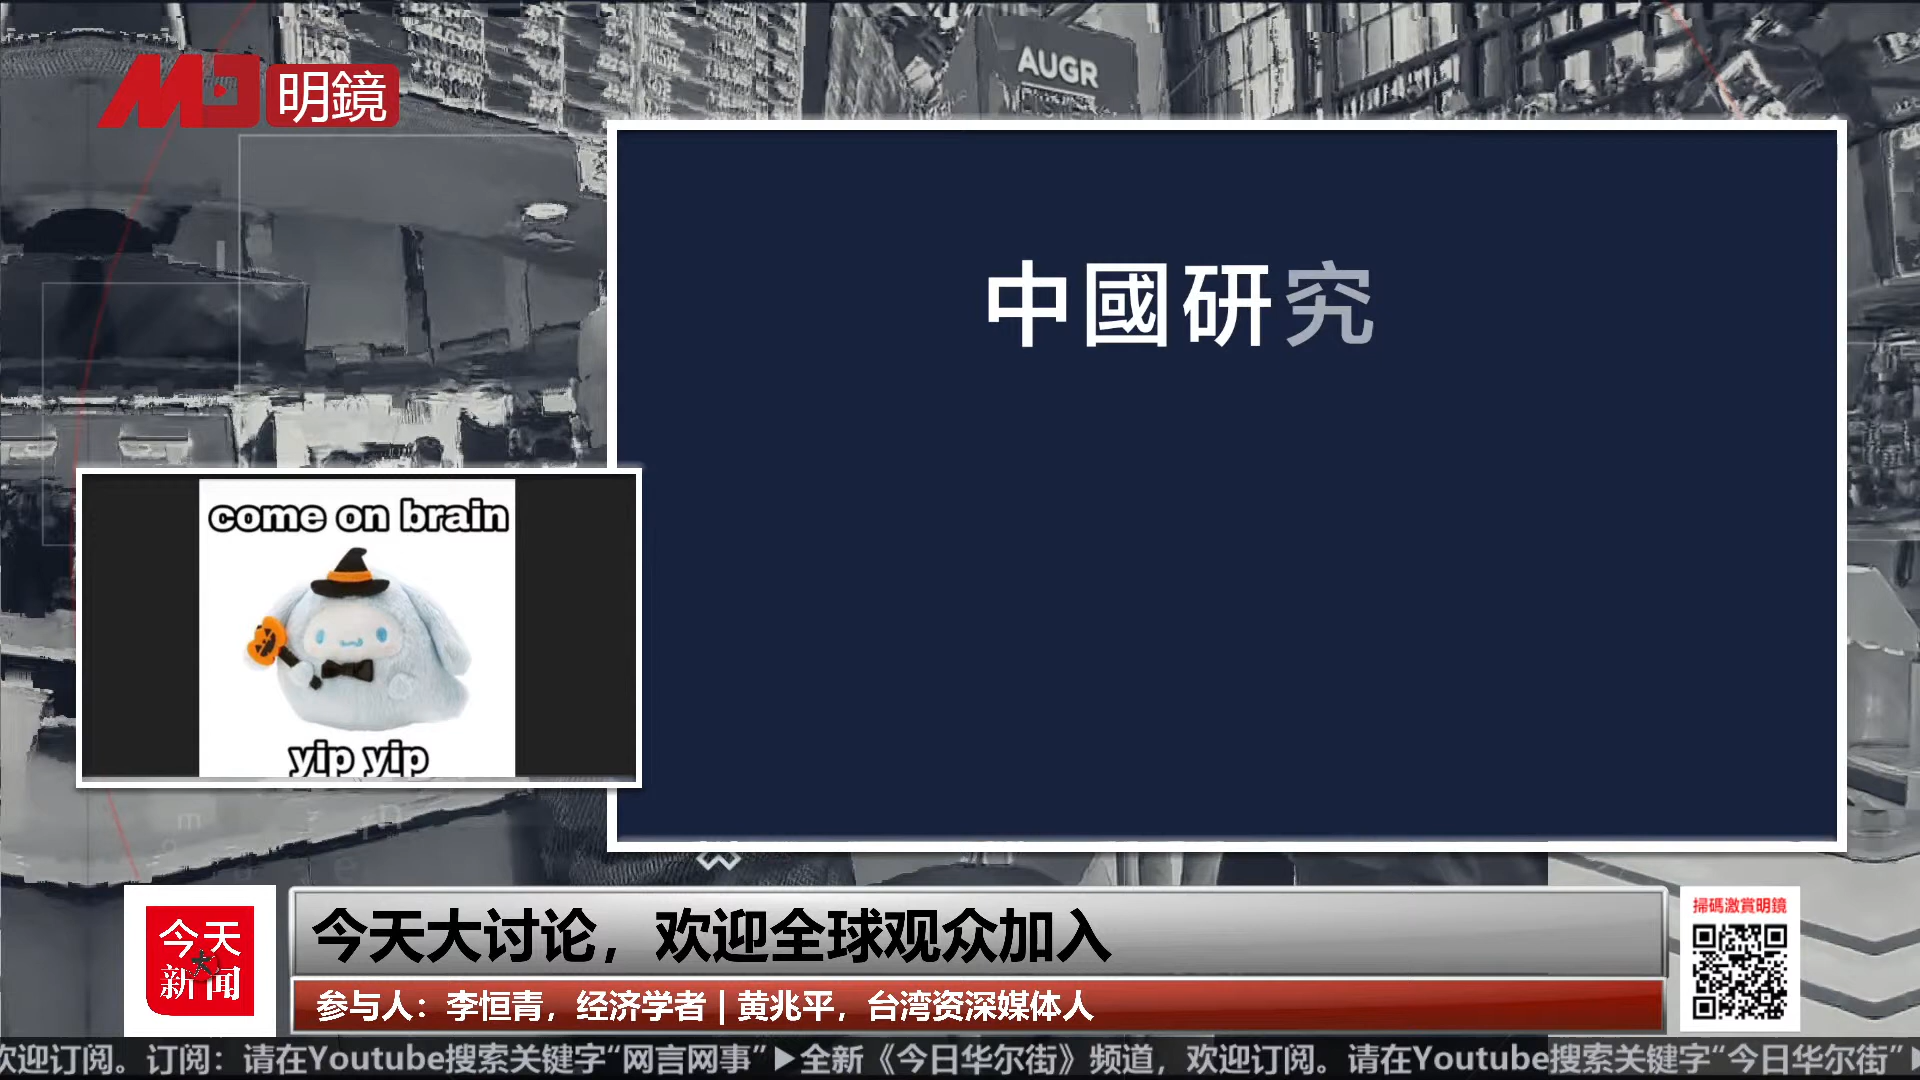 AUGR
明鏡
中國研究
come on brain
yip yip
今天大讨论，欢迎全球观众加入
今天
大
新闻
参与人：李恒青，经济学者 | 黄兆平，台湾资深媒体人
掃碼激賞明鏡
欢迎订阅。订阅：请在Youtube搜索关键字“网言网事”▶全新《今日华尔街》频道，欢迎订阅。请在Youtube搜索关键字“今日华尔街”